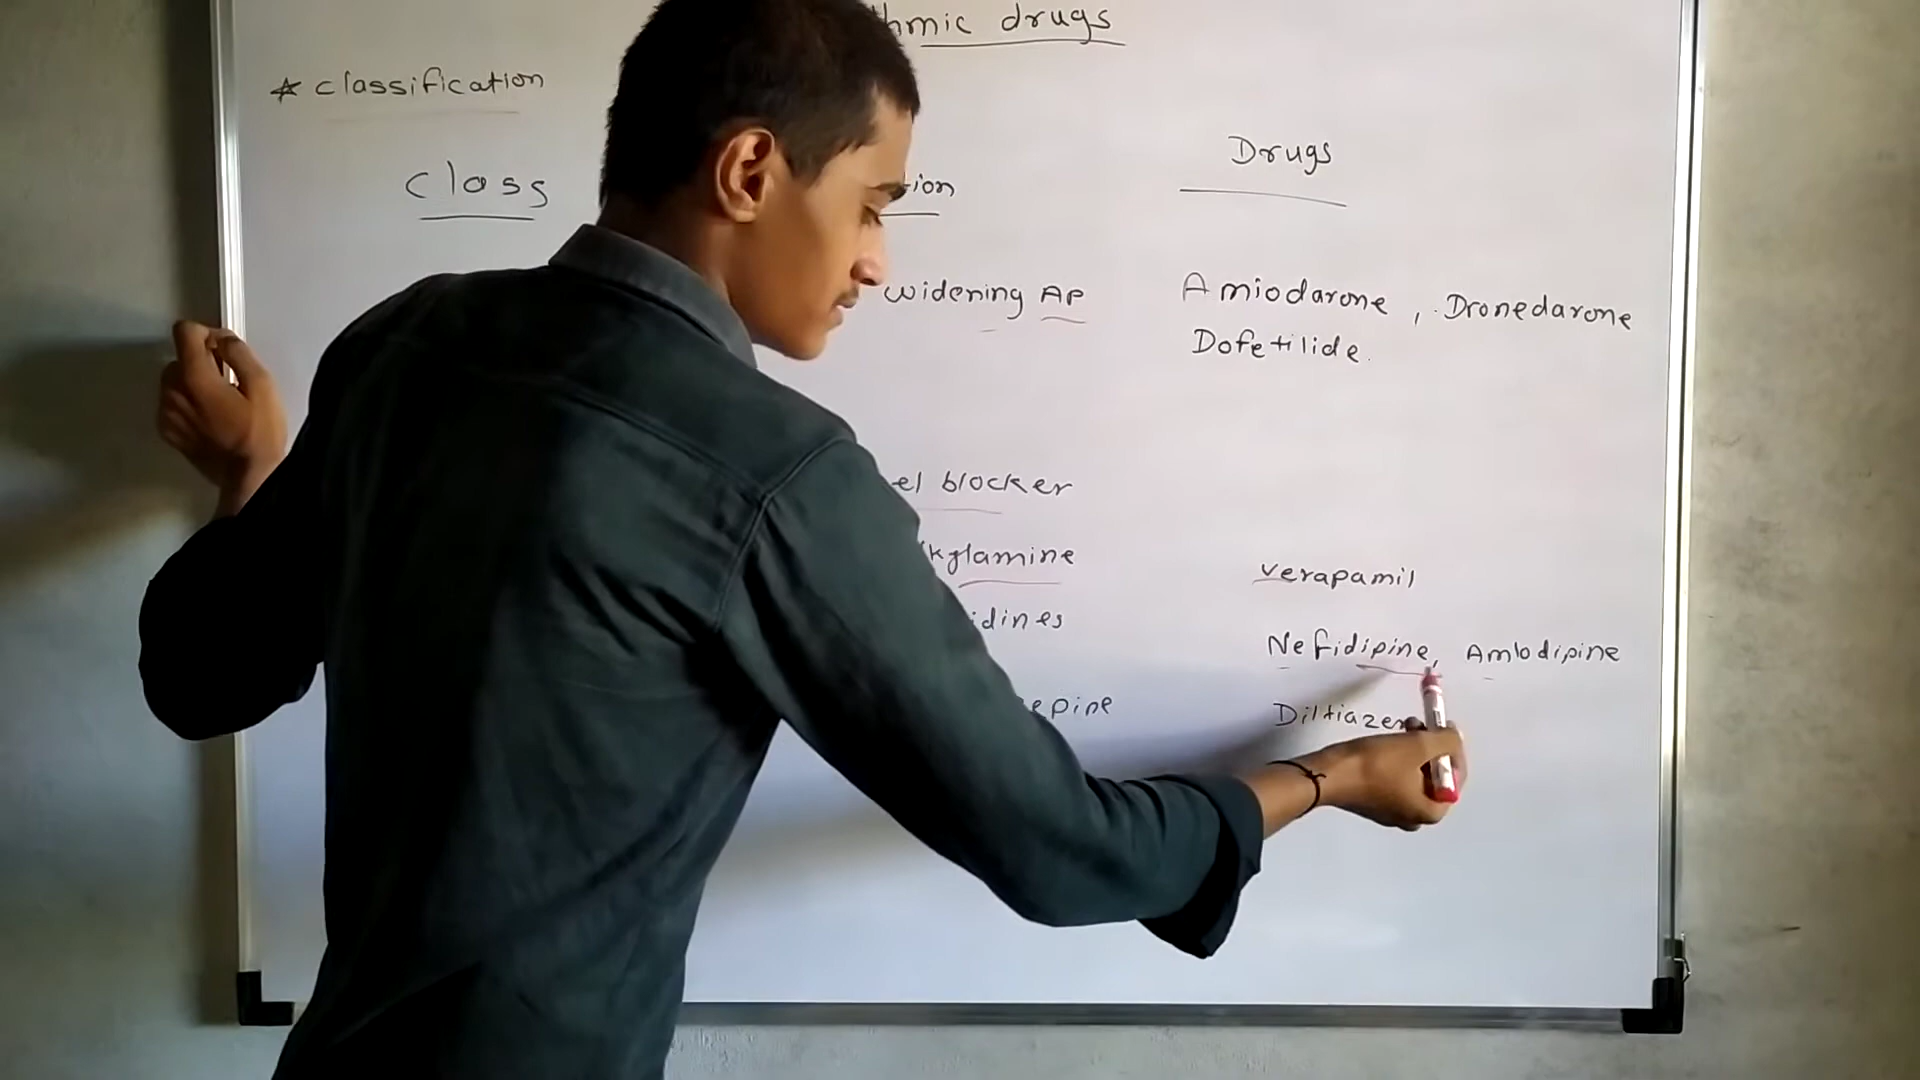 hmic drugs
* classification
Class
tion
Drugs
widening AP
Amiodarone, Dronedarone
Dofetilide.
el blocker
kylamine
verapamil
idines
Nefidipine, Amlodipine
epine
Diltiazem